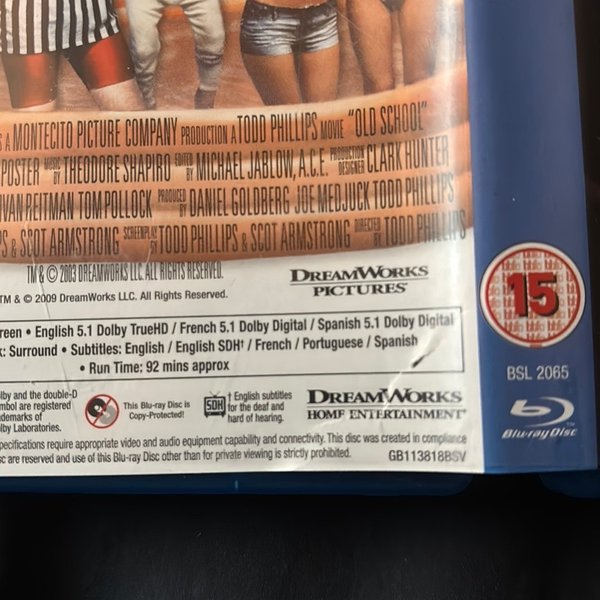 A MONTECITO PICTURE COMPANY PRODUCTION A TODD PHILLIPS MOVIE "OLD SCHOOL"
POSTER MUSIC BY THEODORE SHAPIRO EDITED BY MICHAEL JABLOW, A.C.E. PRODUCTION DESIGNER CLARK HUNTER
IVAN REITMAN TOM POLLOCK PRODUCED BY DANIEL GOLDBERG JOE MEDJUCK TODD PHILLIPS
PS & SCOT ARMSTRONG SCREENPLAY BY TODD PHILLIPS & SCOT ARMSTRONG DIRECTED BY TODD PHILLIPS
TM & © 2003 DREAMWORKS LLC. ALL RIGHTS RESERVED.
TM & © 2009 DreamWorks LLC. All Rights Reserved.
DREAMWORKS
PICTURES
reen • English 5.1 Dolby TrueHD / French 5.1 Dolby Digital / Spanish 5.1 Dolby Digital
k: Surround • Subtitles: English / English SDH† / French / Portuguese / Spanish
• Run Time: 92 mins approx
lby and the double-D
mbol are registered
demarks of
lby Laboratories.
This Blu-ray Disc is
Copy-Protected!
SDH
† English subtitles
for the deaf and
hard of hearing.
DREAMWORKS
HOME ENTERTAINMENT
pecifications require appropriate video and audio equipment capability and connectivity. This disc was created in compliance
sc are reserved and use of this Blu-ray Disc other than for private viewing is strictly prohibited.
GB113818BSV
15
BSL 2065
Blu-ray Disc